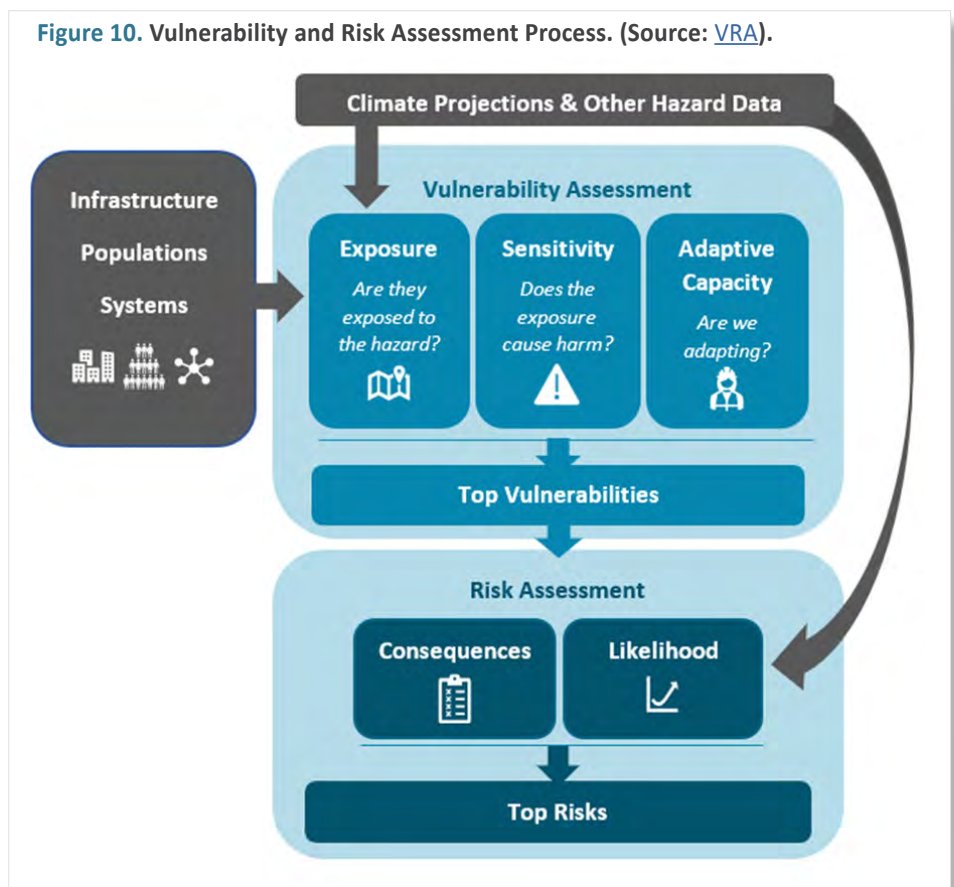 Figure 10. Vulnerability and Risk Assessment Process. (Source: VRA).
Climate Projections & Other Hazard Data
Infrastructure
Populations
Systems
Vulnerability Assessment
Exposure
Are they
exposed to
the hazard?
Sensitivity
Does the
exposure
cause harm?
Adaptive
Capacity
Are we
adapting?
Top Vulnerabilities
Risk Assessment
Consequences
Likelihood
Top Risks